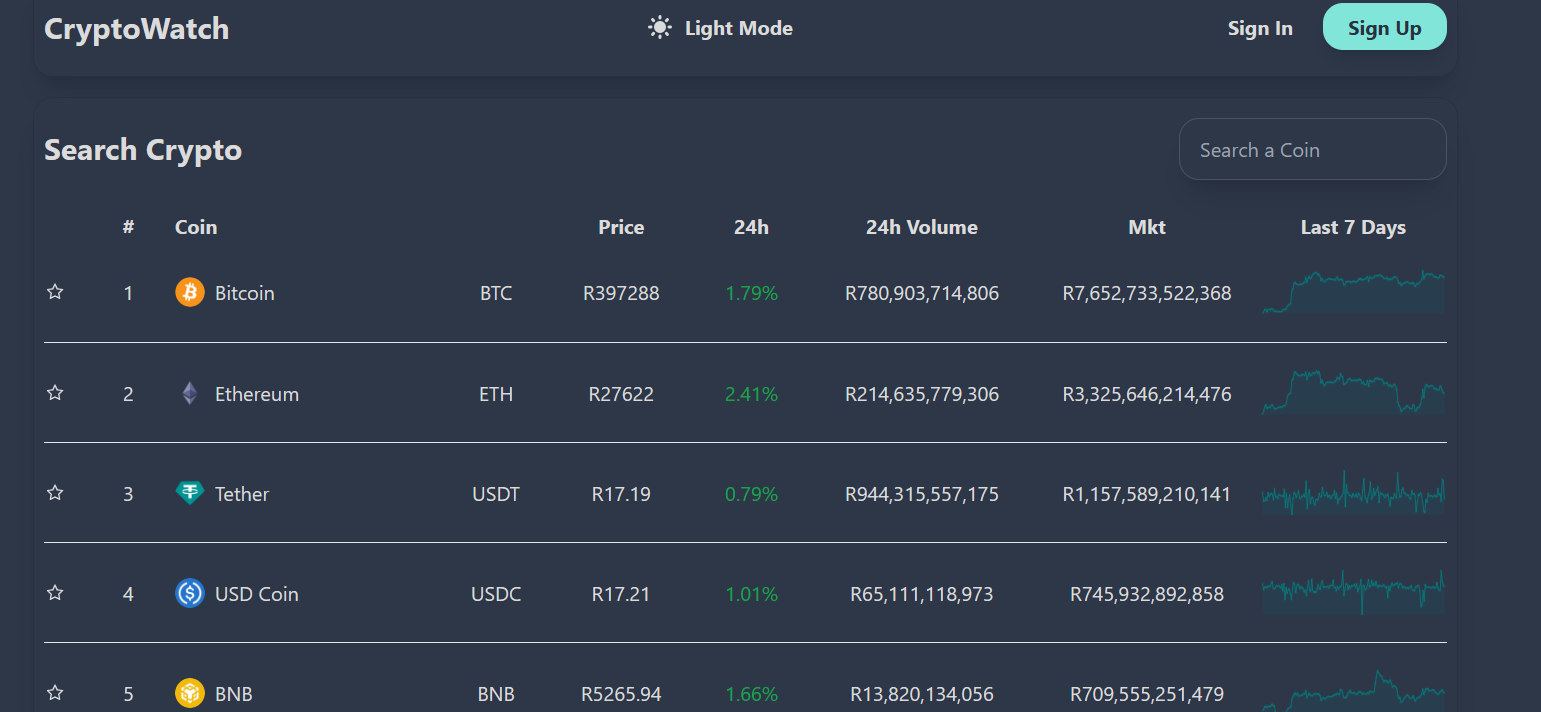 CryptoWatch Light Mode Sign In Sign Up
Search Crypto Search a Coin
# Coin Price 24h 24h Volume Mkt Last 7 Days
1 Bitcoin BTC R397288 1.79% R780,903,714,806 R7,652,733,522,368
2 Ethereum ETH R27622 2.41% R214,635,779,306 R3,325,646,214,476
3 Tether USDT R17.19 0.79% R944,315,557,175 R1,157,589,210,141
4 USD Coin USDC R17.21 1.01% R65,111,118,973 R745,932,892,858
5 BNB BNB R5265.94 1.66% R13,820,134,056 R709,555,251,479